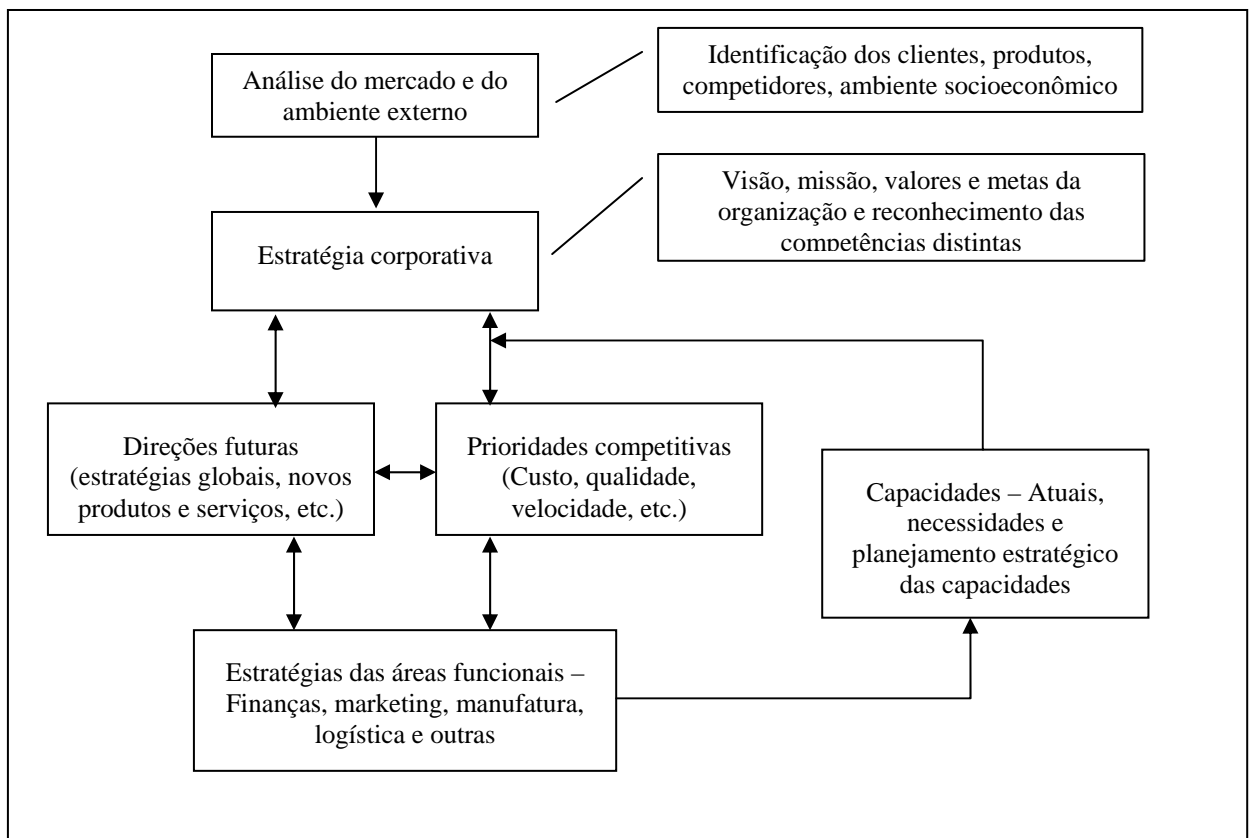 Análise do mercado e do
ambiente externo
Identificação dos clientes, produtos,
competidores, ambiente socioeconômico
Visão, missão, valores e metas da
organização e reconhecimento das
competências distintas
Estratégia corporativa
Direções futuras
(estratégias globais, novos
produtos e serviços, etc.)
Prioridades competitivas
(Custo, qualidade,
velocidade, etc.)
Capacidades – Atuais,
necessidades e
planejamento estratégico
das capacidades
Estratégias das áreas funcionais –
Finanças, marketing, manufatura,
logística e outras